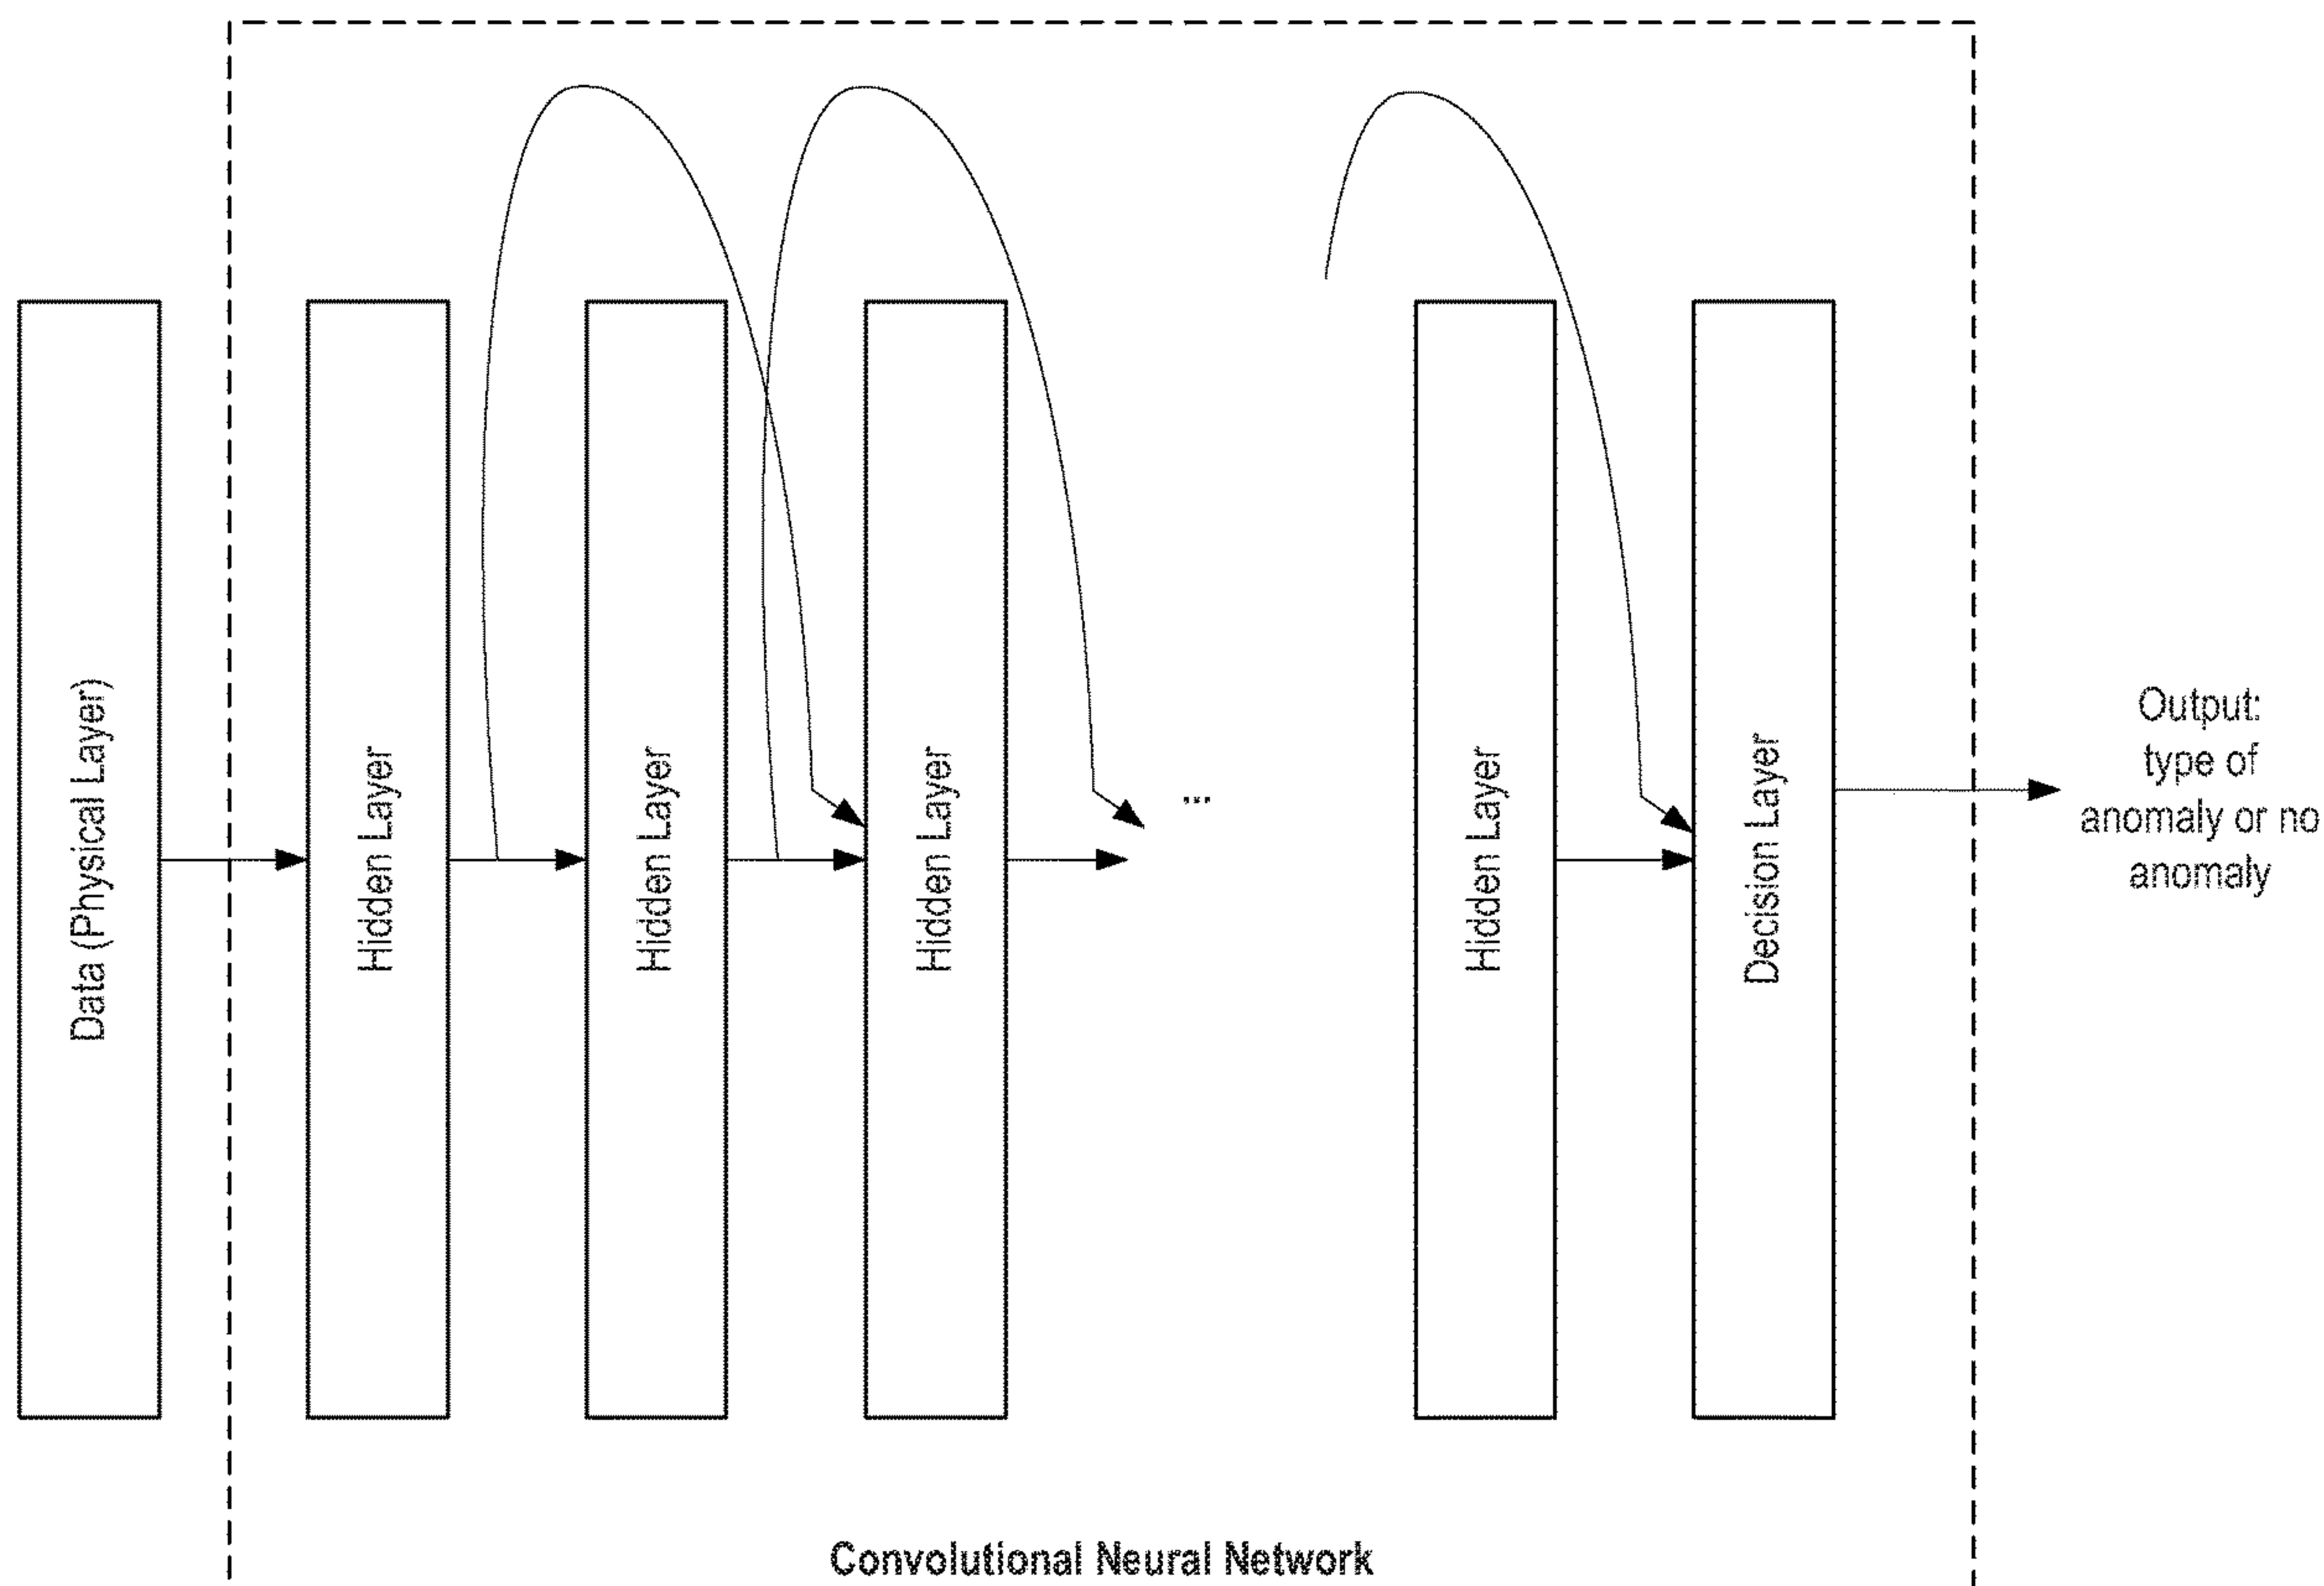 Data (Physical Layer)
Hidden Layer
Hidden Layer
Hidden Layer
...
Hidden Layer
Decision Layer
Output:
type of
anomaly or no
anomaly
Convolutional Neural Network